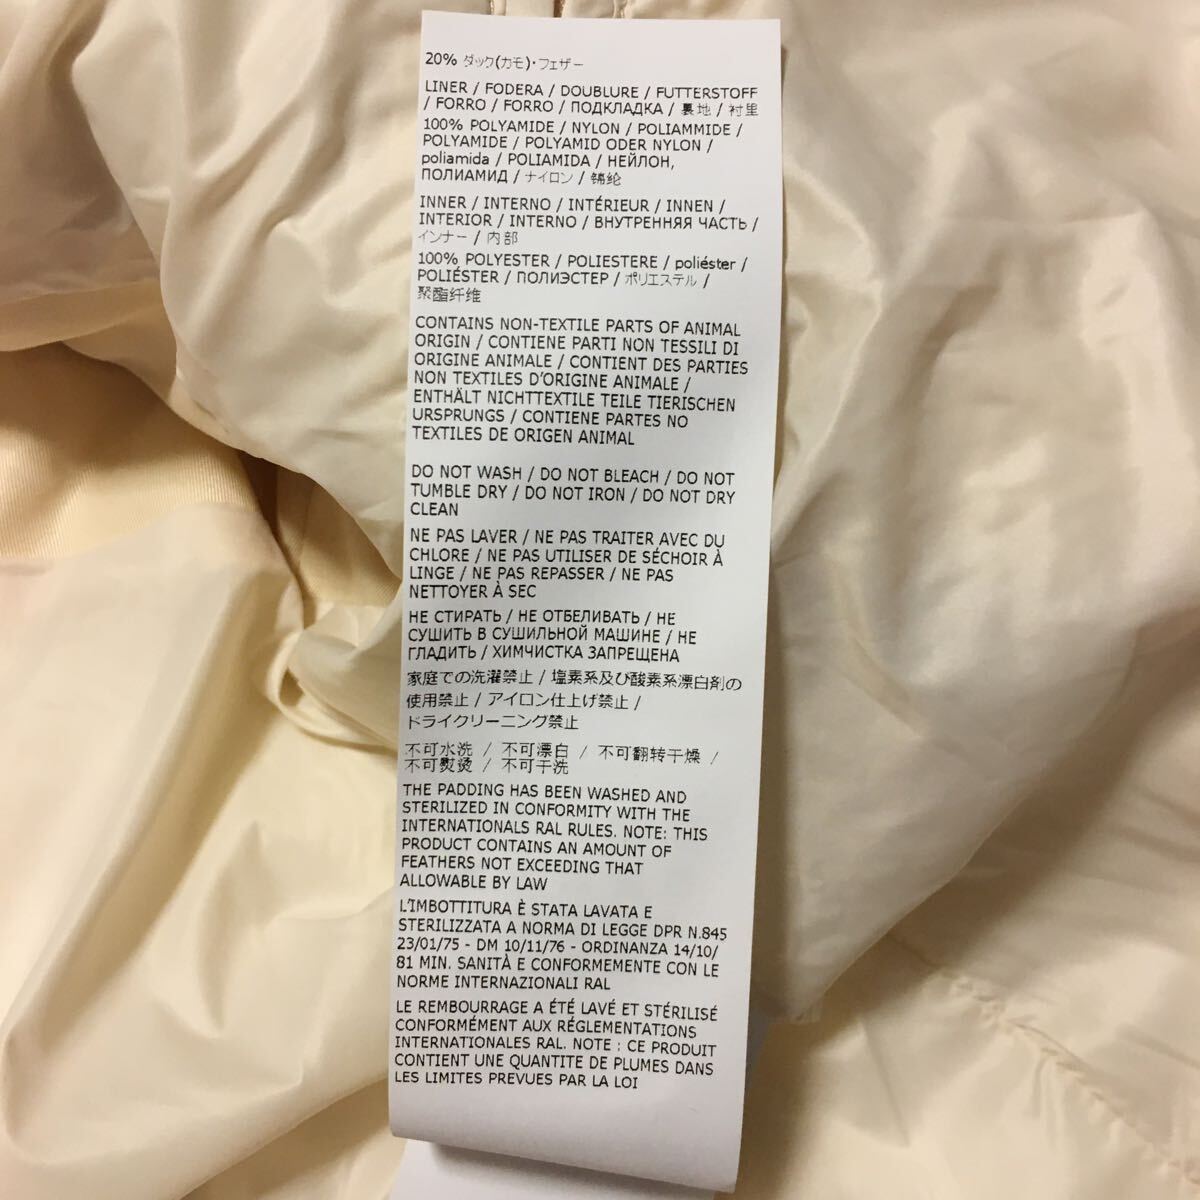 20% ダック(カモ)・フェザー
LINER / FODERA / DOUBLURE / FUTTERSTOFF
/ FORRO / FORRO / ПОДКЛАДКА / 裏地 / 衬里
100% POLYAMIDE / NYLON / POLIAMMIDE /
POLYAMIDE / POLYAMID ODER NYLON /
poliamida / POLIAMIDA / НЕЙЛОН,
ПОЛИАМИД / ナイロン / 锦纶
INNER / INTERNO / INTÉRIEUR / INNEN /
INTERIOR / INTERNO / ВНУТРЕННЯЯ ЧАСТЬ /
インナー / 内部
100% POLYESTER / POLIESTERE / poliéster /
POLIÉSTER / ПОЛИЭСТЕР / ポリエステル /
聚酯纤维
CONTAINS NON-TEXTILE PARTS OF ANIMAL
ORIGIN / CONTIENE PARTI NON TESSILI DI
ORIGINE ANIMALE / CONTIENT DES PARTIES
NON TEXTILES D'ORIGINE ANIMALE /
ENTHÄLT NICHTTEXTILE TEILE TIERISCHEN
URSPRUNGS / CONTIENE PARTES NO
TEXTILES DE ORIGEN ANIMAL
DO NOT WASH / DO NOT BLEACH / DO NOT
TUMBLE DRY / DO NOT IRON / DO NOT DRY
CLEAN
NE PAS LAVER / NE PAS TRAITER AVEC DU
CHLORE / NE PAS UTILISER DE SÉCHOIR À
LINGE / NE PAS REPASSER / NE PAS
NETTOYER À SEC
НЕ СТИРАТЬ / НЕ ОТБЕЛИВАТЬ / НЕ
СУШИТЬ В СУШИЛЬНОЙ МАШИНЕ / НЕ
ГЛАДИТЬ / ХИМЧИСТКА ЗАПРЕЩЕНА
家庭での洗濯禁止 / 塩素系及び酸素系漂白剤の
使用禁止 / アイロン仕上げ禁止 /
ドライクリーニング禁止
不可水洗 / 不可漂白 / 不可翻转干燥 /
不可熨烫 / 不可干洗
THE PADDING HAS BEEN WASHED AND
STERILIZED IN CONFORMITY WITH THE
INTERNATIONALS RAL RULES. NOTE: THIS
PRODUCT CONTAINS AN AMOUNT OF
FEATHERS NOT EXCEEDING THAT
ALLOWABLE BY LAW
L'IMBOTTITURA È STATA LAVATA E
STERILIZZATA A NORMA DI LEGGE DPR N.845
23/01/75 - DM 10/11/76 - ORDINANZA 14/10/
81 MIN. SANITÀ E CONFORMEMENTE CON LE
NORME INTERNAZIONALI RAL
LE REMBOURRAGE A ÉTÉ LAVÉ ET STÉRILISÉ
CONFORMÉMENT AUX RÉGLEMENTATIONS
INTERNATIONALES RAL. NOTE : CE PRODUIT
CONTIENT UNE QUANTITE DE PLUMES DANS
LES LIMITES PREVUES PAR LA LOI